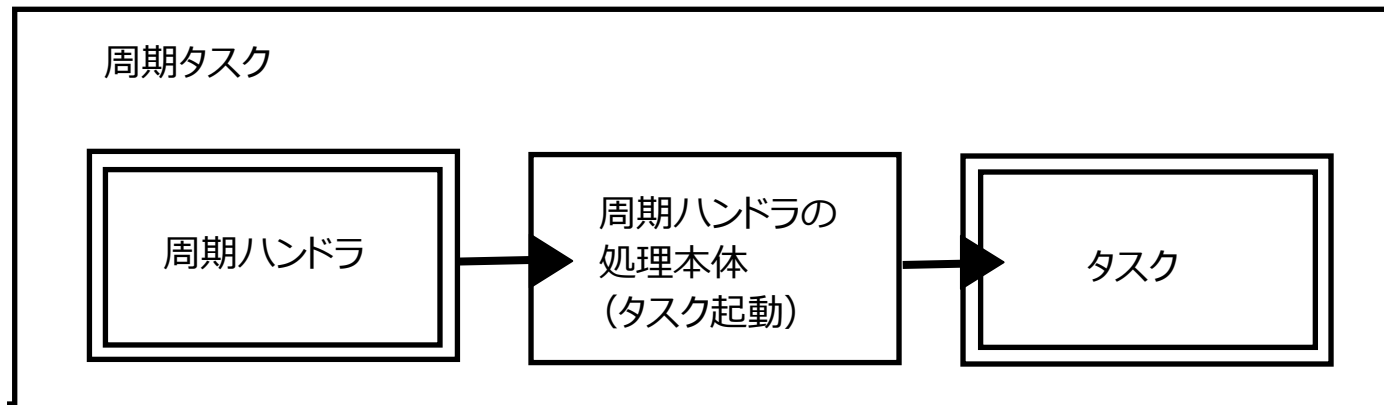 周期タスク
周期ハンドラ
周期ハンドラの
処理本体
（タスク起動）
タスク